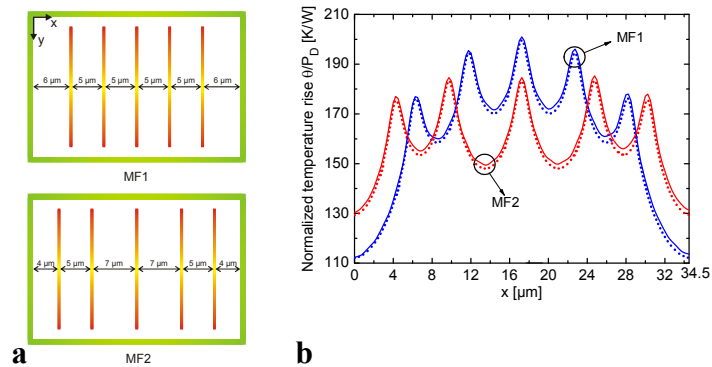 x
y
6 µm 5 µm 5 µm 5 µm 5 µm 6 µm
MF1
4 µm 5 µm 7 µm 7 µm 5 µm 4 µm
MF2
a
Normalized temperature rise θ/P_D [K/W]
210
190
170
150
130
110
MF1
MF2
0 4 8 12 16 20 24 28 32 34.5
x [µm]
b